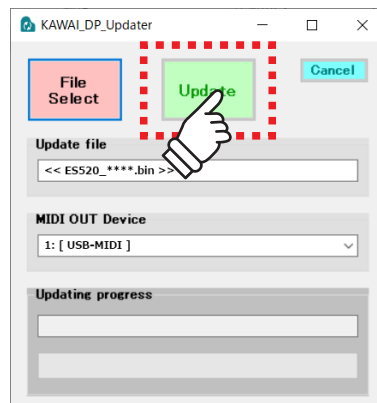 KAWAI_DP_Updater
File
Select
Update
Cancel
Update file
<< ES520_****.bin >>
MIDI OUT Device
1: [ USB-MIDI ]
Updating progress